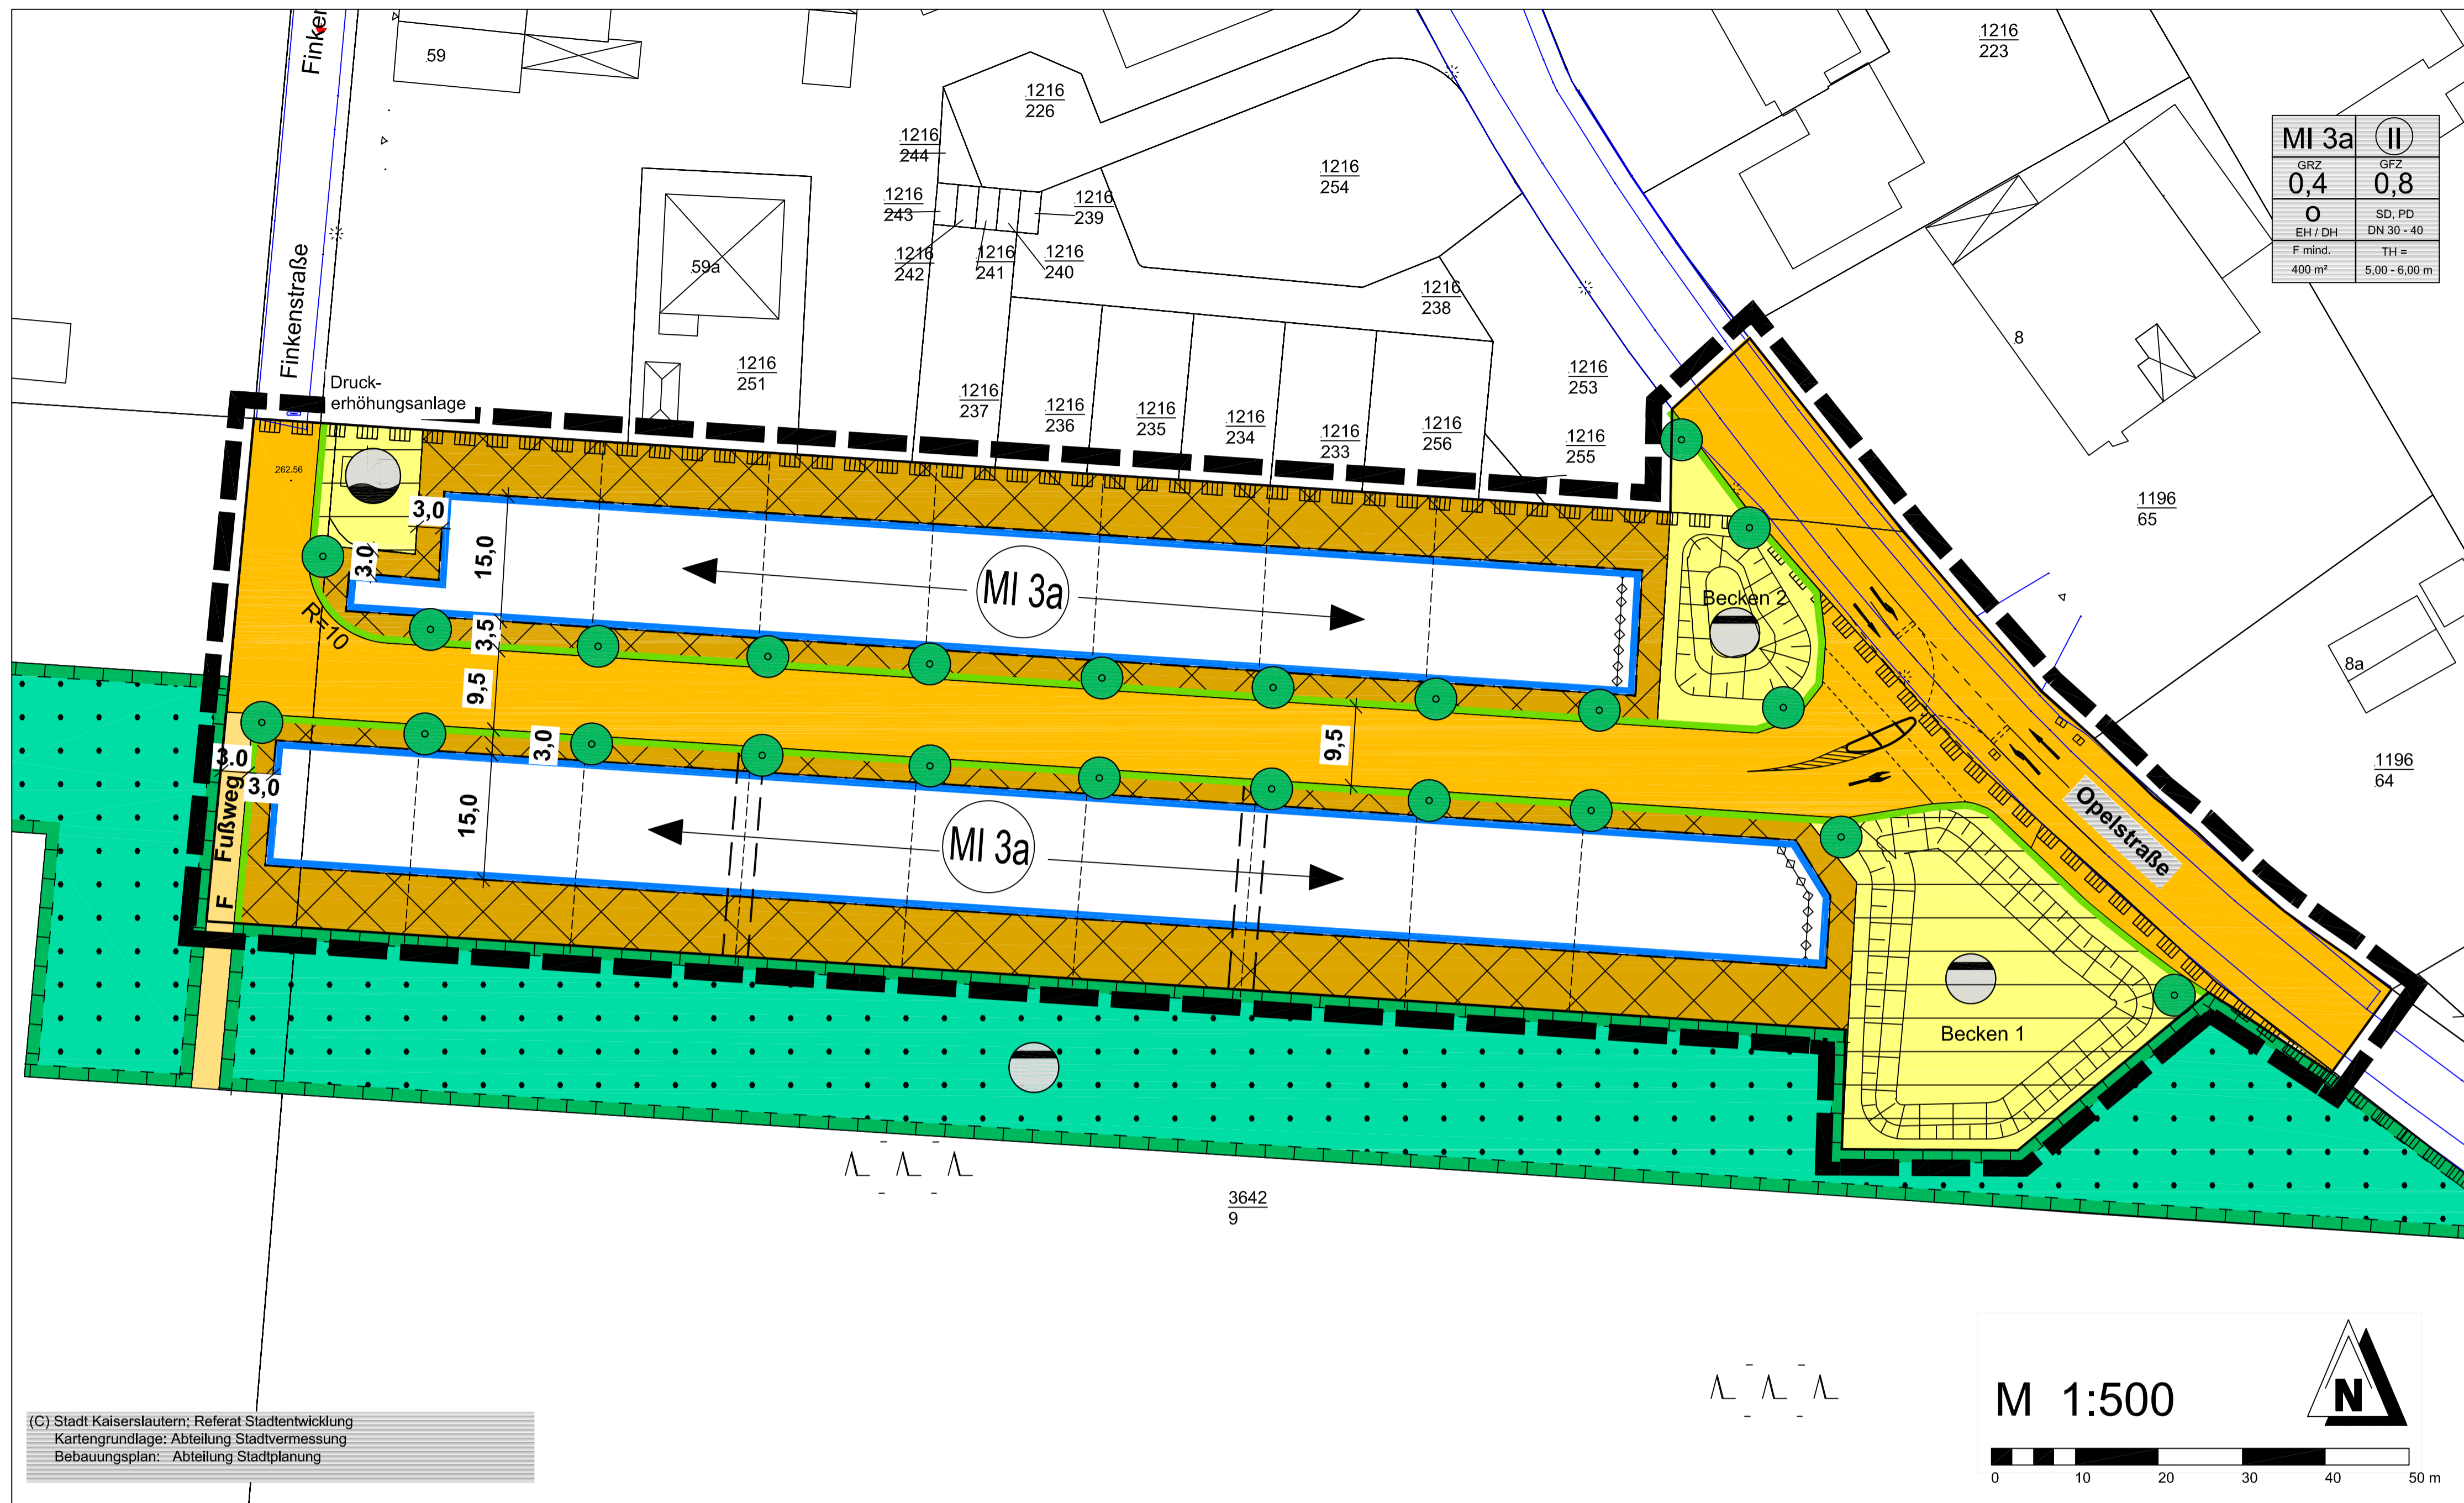 Finken
59
1216
223
1216
226
1216
244
1216
254
MI 3a
II
GRZ
0,4
GFZ
0,8
O
EH / DH
SD, PD
DN 30 - 40
F mind.
400 m²
TH =
5,00 - 6,00 m
1216
243
1216
239
Finkenstraße
59a
1216
242
1216
241
1216
240
1216
238
8
1216
251
1216
253
Druck-
erhöhungsanlage
1216
237
1216
236
1216
235
1216
234
1216
233
1216
256
1216
255
262.56
3,0
15,0
3.0
MI 3a
1196
65
Becken 2
R=10
3,5
9,5
3,0
9,5
8a
3.0
3,0
Fußweg
F
15,0
MI 3a
1196
64
Opelstraße
Becken 1
3642
9
M 1:500
N
0 10 20 30 40 50 m
(C) Stadt Kaiserslautern; Referat Stadtentwicklung
Kartengrundlage: Abteilung Stadtvermessung
Bebauungsplan: Abteilung Stadtplanung